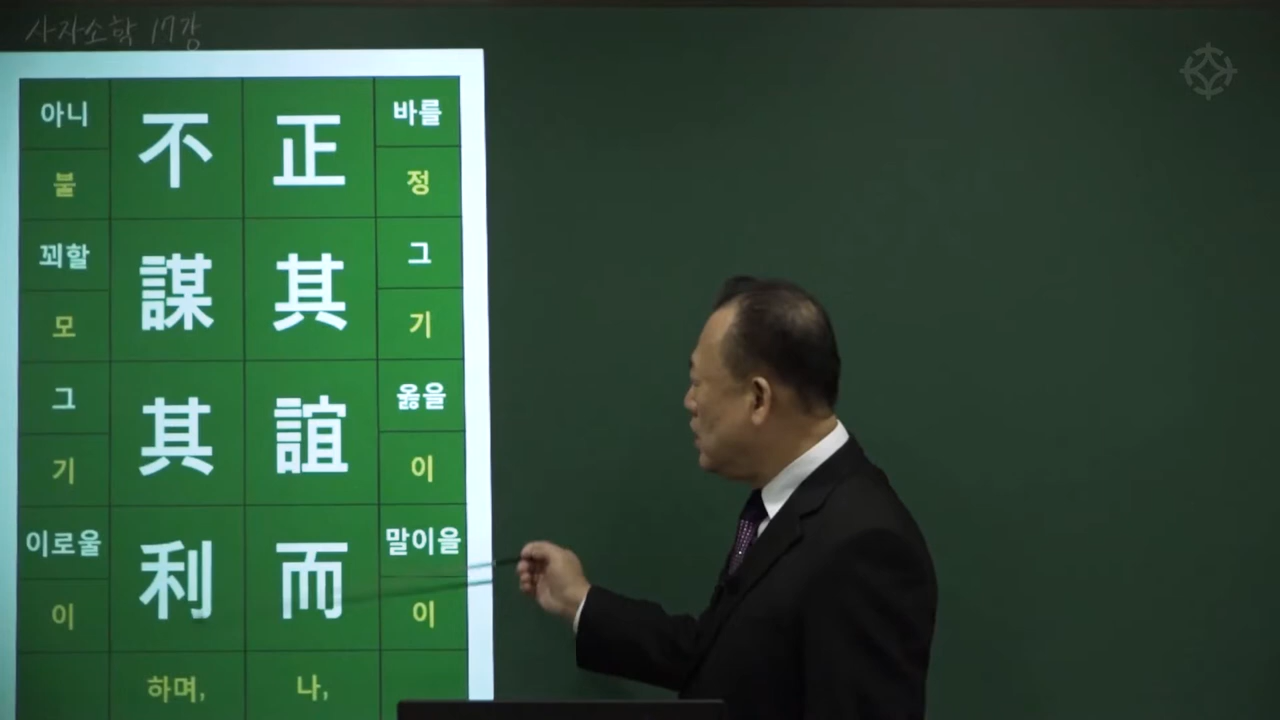 사자소학 17강
아니 不 正 바를
불 정
꾀할 謀 其 그
모 기
그 其 誼 옳을
기 이
이로울 利 而 말이을
이 이
하며, 나,